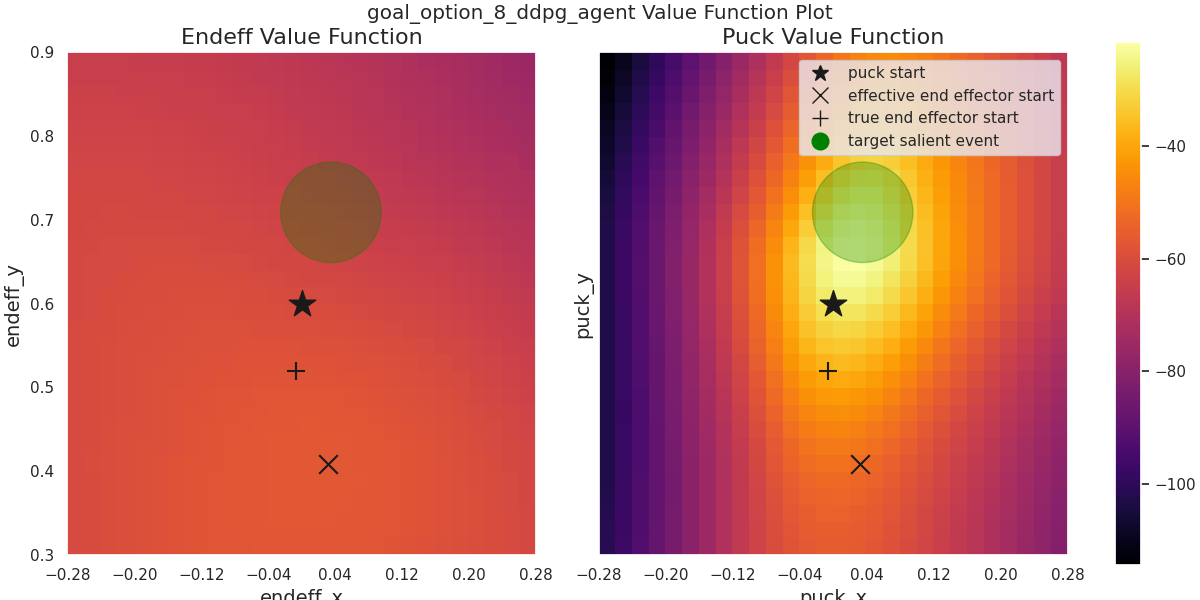 goal_option_8_ddpg_agent Value Function Plot
Endeff Value Function
Puck Value Function
0.9
0.8
0.7
0.6
0.5
0.4
0.3
endeff_y
−0.28 −0.20 −0.12 −0.04 0.04 0.12 0.20 0.28
endeff_x
puck start
effective end effector start
true end effector start
target salient event
puck_y
−0.28 −0.20 −0.12 −0.04 0.04 0.12 0.20 0.28
puck_x
−40
−60
−80
−100